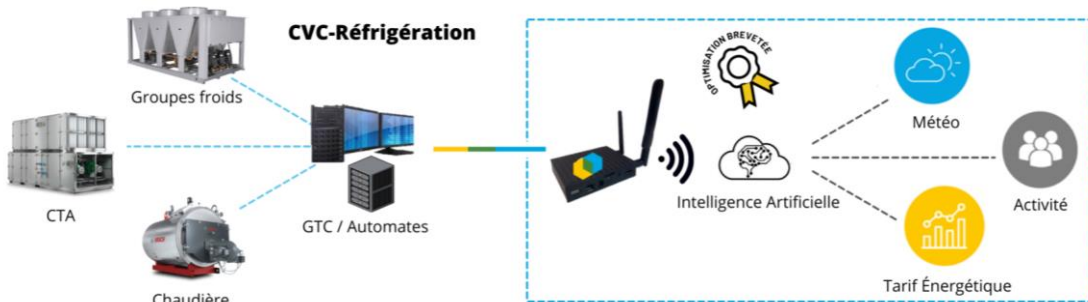 CVC-Réfrigération
Groupes froids
CTA
GTC / Automates
Chaudière
OPTIMISATION BREVETÉE
Intelligence Artificielle
Météo
Activité
Tarif Énergétique